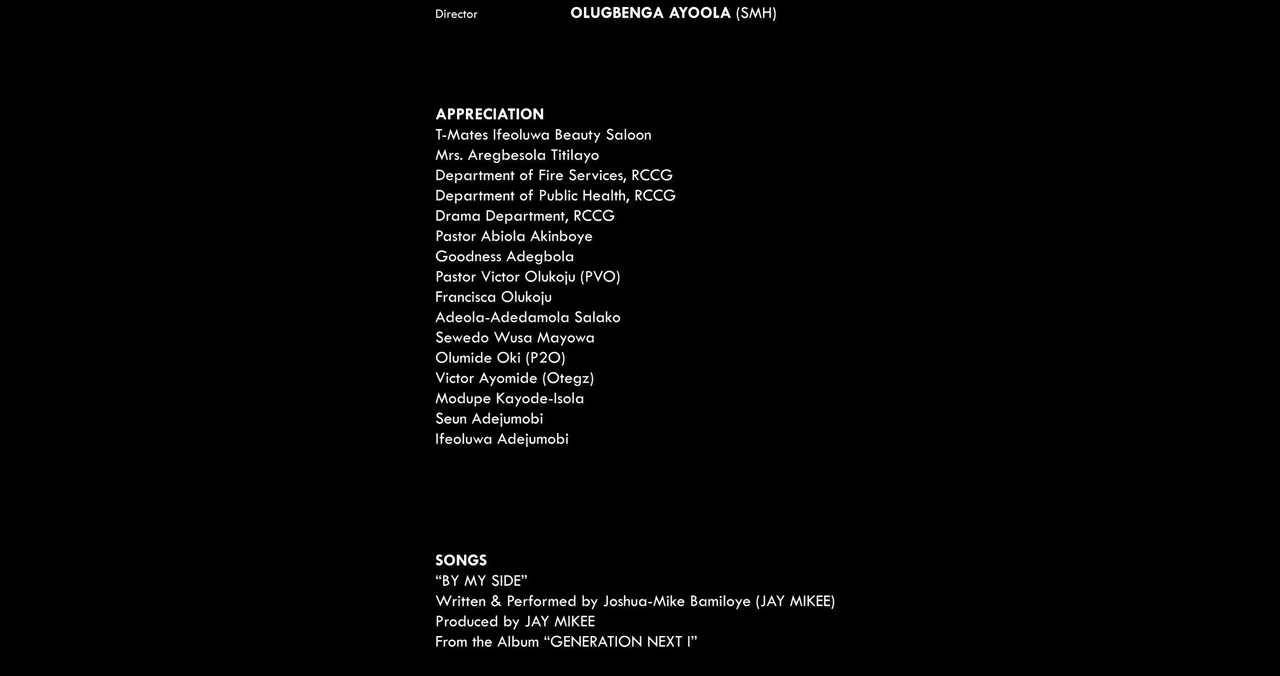 Director OLUGBENGA AYOOLA (SMH)
APPRECIATION
T-Mates Ifeoluwa Beauty Saloon
Mrs. Aregbesola Titilayo
Department of Fire Services, RCCG
Department of Public Health, RCCG
Drama Department, RCCG
Pastor Abiola Akinboye
Goodness Adegbola
Pastor Victor Olukoju (PVO)
Francisca Olukoju
Adeola-Adedamola Salako
Sewedo Wusa Mayowa
Olumide Oki (P2O)
Victor Ayomide (Otegz)
Modupe Kayode-Isola
Seun Adejumobi
Ifeoluwa Adejumobi
SONGS
“BY MY SIDE”
Written & Performed by Joshua-Mike Bamiloye (JAY MIKEE)
Produced by JAY MIKEE
From the Album “GENERATION NEXT I”